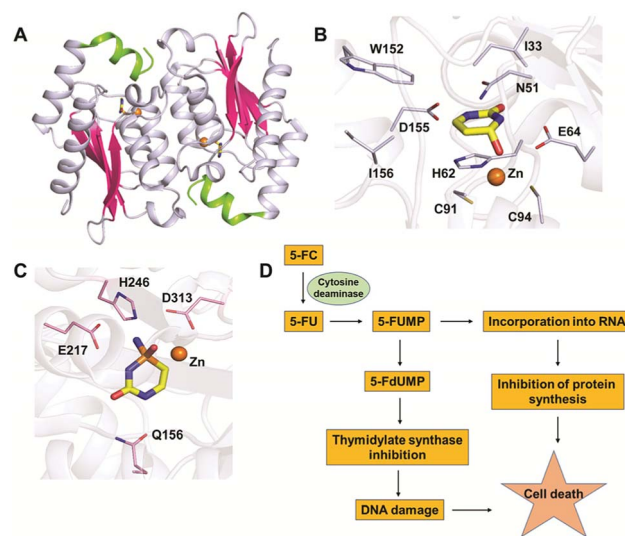 A
B
W152
I33
N51
D155
E64
I156
H62
Zn
C91
C94
C
H246
D313
E217
Zn
Q156
D
5-FC
Cytosine
deaminase
5-FU
5-FUMP
Incorporation into RNA
5-FdUMP
Inhibition of protein
synthesis
Thymidylate synthase
inhibition
Cell death
DNA damage